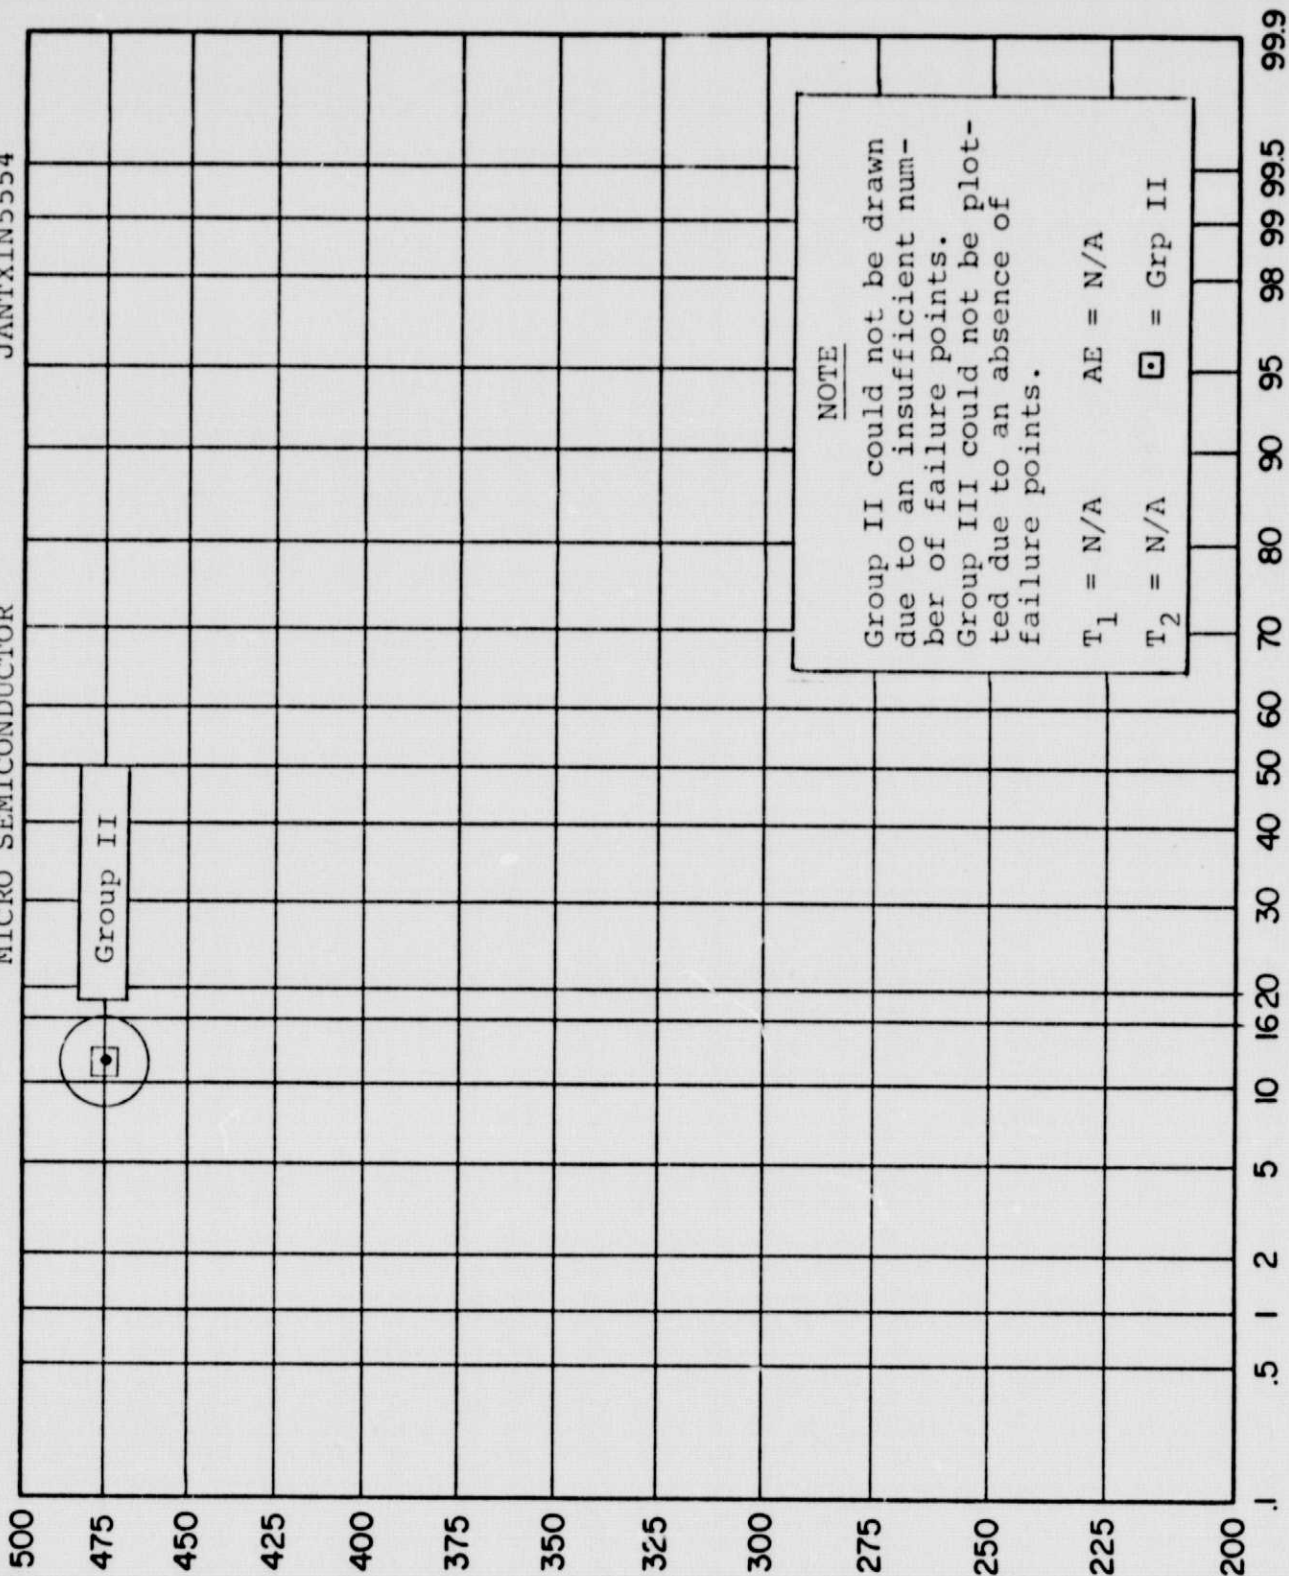 MICRO SEMICONDUCTOR
JANTX1N5554
500
475
450
425
400
375
350
325
300
275
250
225
200
Group II
NOTE
Group II could not be drawn
due to an insufficient num-
ber of failure points.
Group III could not be plot-
ted due to an absence of
failure points.
T1 = N/A AE = N/A
T2 = N/A ⊡ = Grp II
.1 .5 1 2 5 10 16 20 30 40 50 60 70 80 90 95 98 99 99.5 99.9